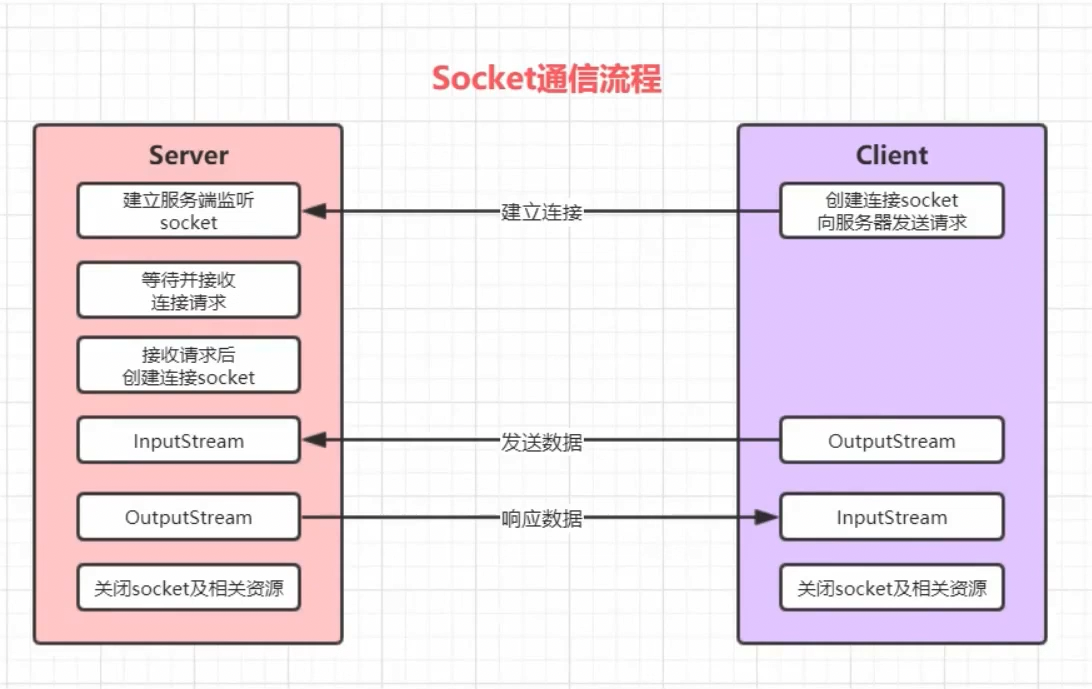 Socket通信流程
Server
建立服务端监听
socket
等待并接收
连接请求
接收请求后
创建连接socket
InputStream
OutputStream
关闭socket及相关资源
建立连接
发送数据
响应数据
Client
创建连接socket
向服务器发送请求
OutputStream
InputStream
关闭socket及相关资源